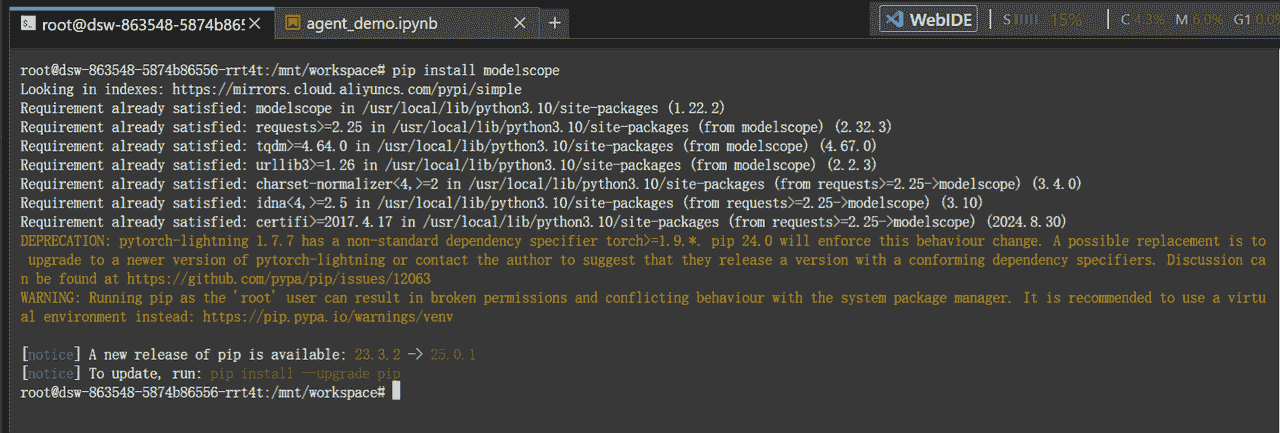 root@dsw-863548-5874b865
agent_demo.ipynb
WebIDE
S 15%
C 4.3% M 6.0% G1 0.0%
root@dsw-863548-5874b86556-rrt4t:/mnt/workspace# pip install modelscope
Looking in indexes: https://mirrors.cloud.aliyuncs.com/pypi/simple
Requirement already satisfied: modelscope in /usr/local/lib/python3.10/site-packages (1.22.2)
Requirement already satisfied: requests>=2.25 in /usr/local/lib/python3.10/site-packages (from modelscope) (2.32.3)
Requirement already satisfied: tqdm>=4.64.0 in /usr/local/lib/python3.10/site-packages (from modelscope) (4.67.0)
Requirement already satisfied: urllib3>=1.26 in /usr/local/lib/python3.10/site-packages (from modelscope) (2.2.3)
Requirement already satisfied: charset-normalizer<4,>=2 in /usr/local/lib/python3.10/site-packages (from requests>=2.25->modelscope) (3.4.0)
Requirement already satisfied: idna<4,>=2.5 in /usr/local/lib/python3.10/site-packages (from requests>=2.25->modelscope) (3.10)
Requirement already satisfied: certifi>=2017.4.17 in /usr/local/lib/python3.10/site-packages (from requests>=2.25->modelscope) (2024.8.30)
DEPRECATION: pytorch-lightning 1.7.7 has a non-standard dependency specifier torch>=1.9.*. pip 24.0 will enforce this behaviour change. A possible replacement is to
upgrade to a newer version of pytorch-lightning or contact the author to suggest that they release a version with a conforming dependency specifiers. Discussion ca
n be found at https://github.com/pypa/pip/issues/12063
WARNING: Running pip as the 'root' user can result in broken permissions and conflicting behaviour with the system package manager. It is recommended to use a virtu
al environment instead: https://pip.pypa.io/warnings/venv
[notice] A new release of pip is available: 23.3.2 -> 25.0.1
[notice] To update, run: pip install --upgrade pip
root@dsw-863548-5874b86556-rrt4t:/mnt/workspace#